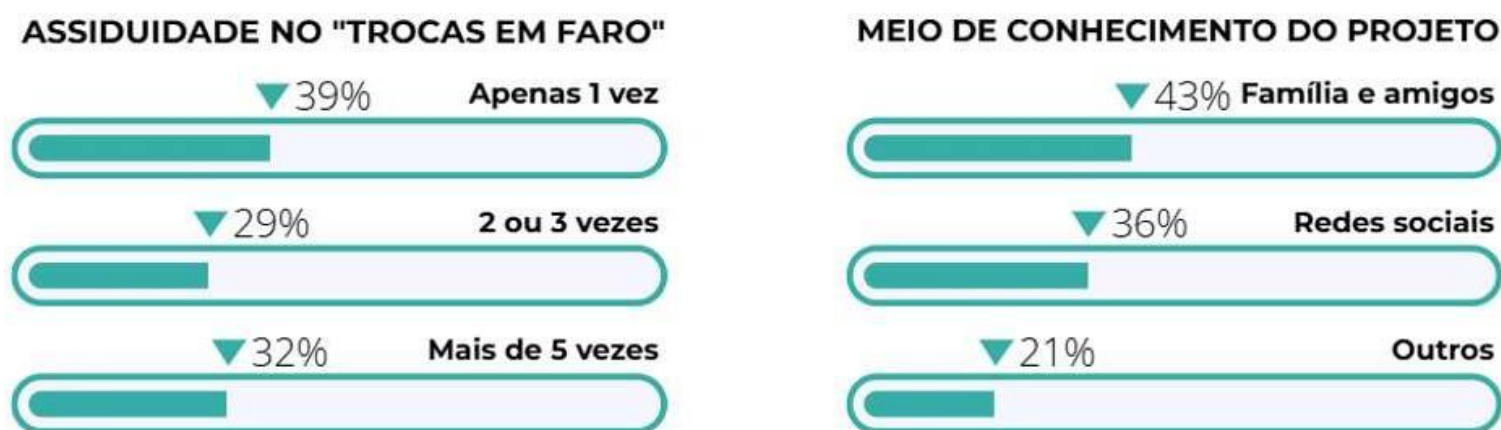 ASSIDUIDADE NO "TROCAS EM FARO"
39% Apenas 1 vez
29% 2 ou 3 vezes
32% Mais de 5 vezes
MEIO DE CONHECIMENTO DO PROJETO
43% Família e amigos
36% Redes sociais
21% Outros